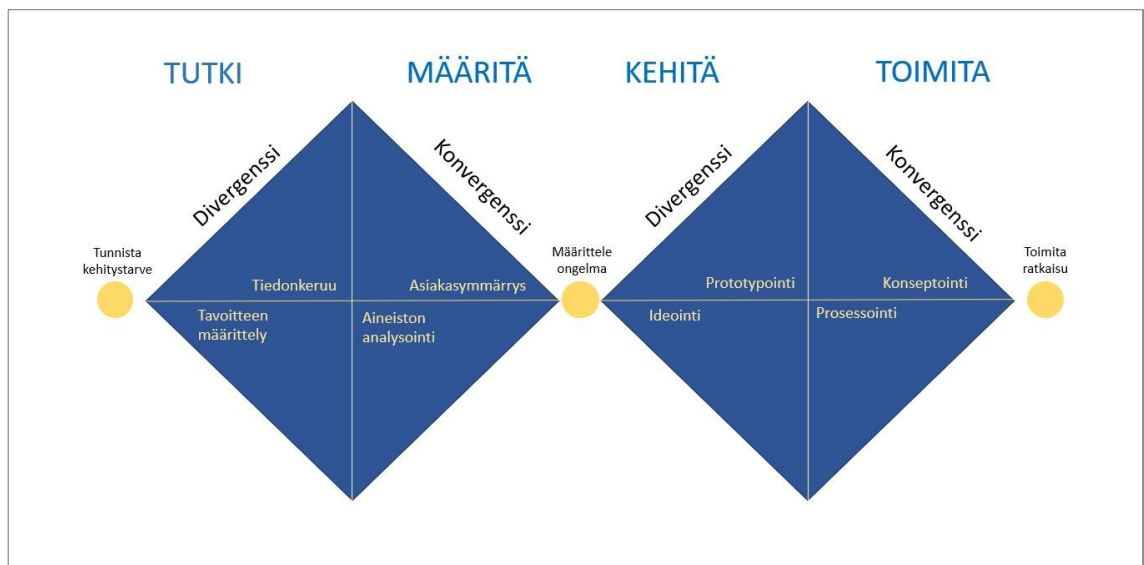 TUTKI
MÄÄRITÄ
KEHITÄ
TOIMITA
Divergenssi
Konvergenssi
Divergenssi
Konvergenssi
Tunnista
kehitystarve
Määrittele
ongelma
Toimita
ratkaisu
Tiedonkeruu
Asiakasymmärrys
Prototypointi
Konseptointi
Tavoitteen
määrittely
Aineiston
analysointi
Ideointi
Prosessointi